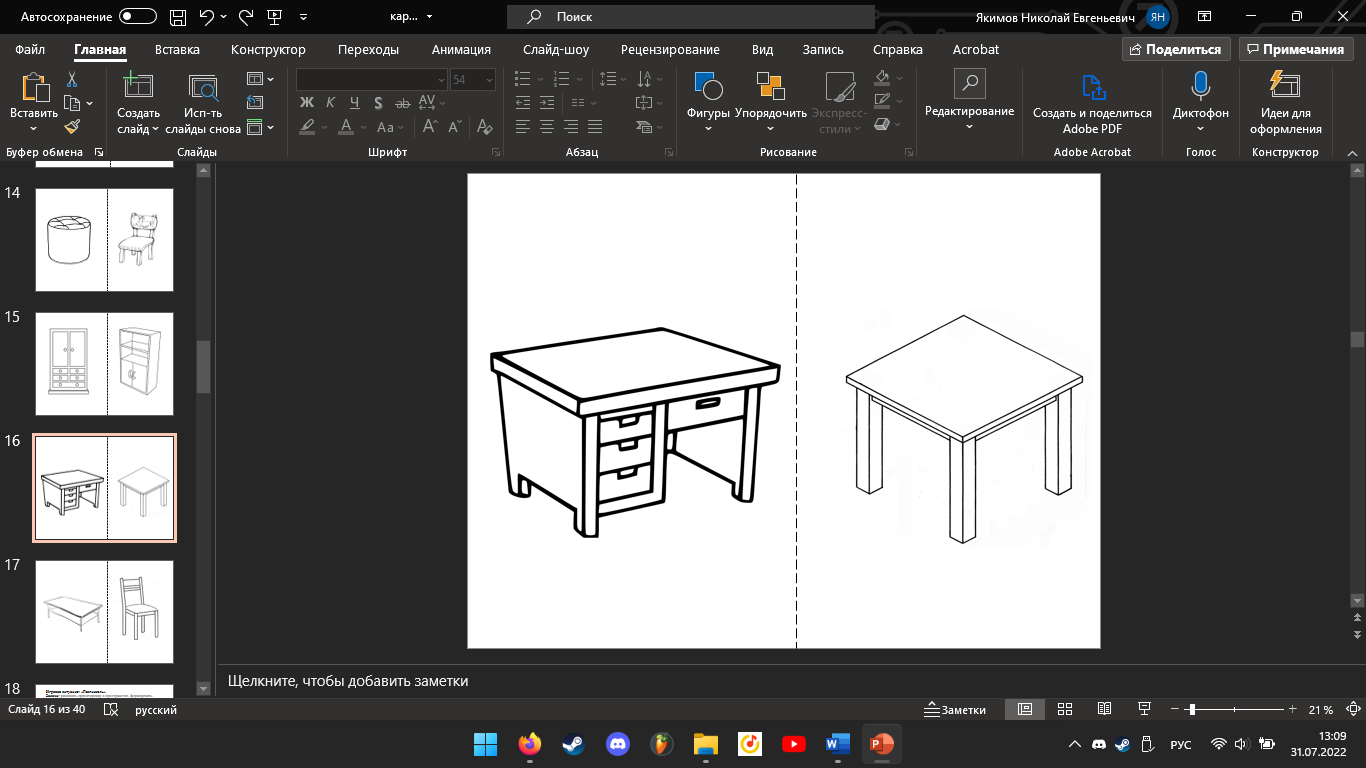 Автосохранение
кар...
Поиск
Якимов Николай Евгеньевич
ЯН
Файл Главная Вставка Конструктор Переходы Анимация Слайд-шоу Рецензирование Вид Запись Справка Acrobat
Поделиться
Примечания
Вставить
Создать слайд
Исп-ть слайды снова
54
Ж К Ч S ab AV
А Aa A A
Фигуры
Упорядочить
Экспресс-стили
Редактирование
Создать и поделиться Adobe PDF
Диктофон
Идеи для оформления
Буфер обмена Слайды Шрифт Абзац Рисование Adobe Acrobat Голос Конструктор
14
15
16
17
18
Щелкните, чтобы добавить заметки
Слайд 16 из 40
русский
Заметки
21 %
РУС
13:09
31.07.2022